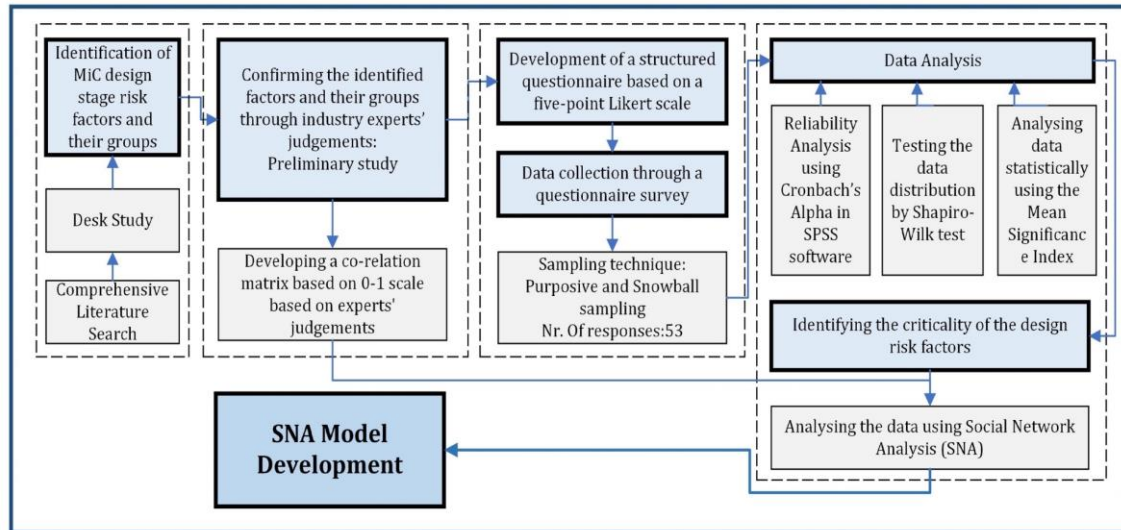 Identification of
MiC design
stage risk
factors and
their groups
Desk Study
Comprehensive
Literature
Search
Confirming the identified
factors and their groups
through industry experts'
judgements:
Preliminary study
Developing a co-relation
matrix based on 0-1 scale
based on experts'
judgements
Development of a structured
questionnaire based on a
five-point Likert scale
Data collection through a
questionnaire survey
Sampling technique:
Purposive and Snowball
sampling
Nr. Of responses:53
Data Analysis
Reliability
Analysis
using
Cronbach's
Alpha in
SPSS
software
Testing the
data
distribution
by Shapiro-
Wilk test
Analysing
data
statistically
using the
Mean
Significanc
e Index
Identifying the criticality of the design
risk factors
Analysing the data using Social Network
Analysis (SNA)
SNA Model
Development